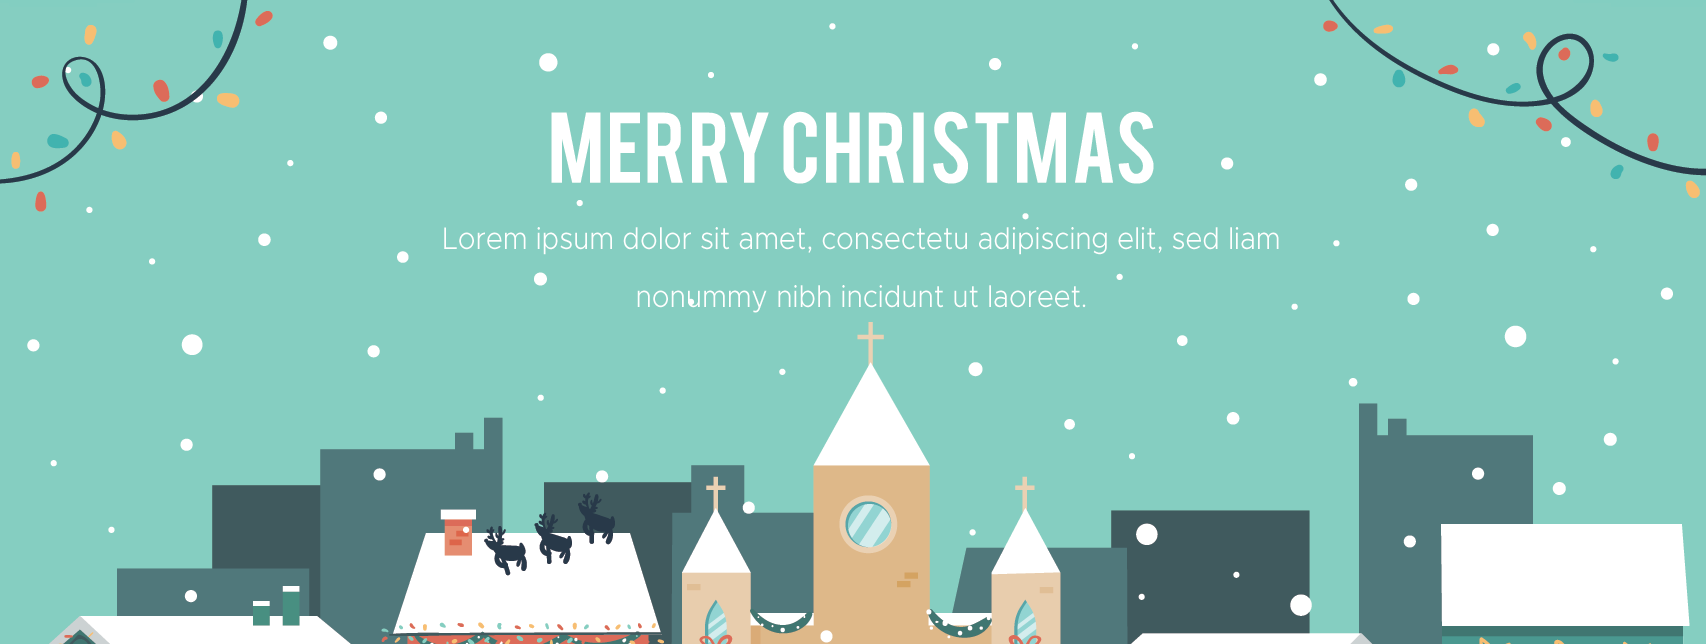 MERRY CHRISTMAS
Lorem ipsum dolor sit amet, consectetu adipiscing elit, sed liam
nonummy nibh incidunt ut laoreet.